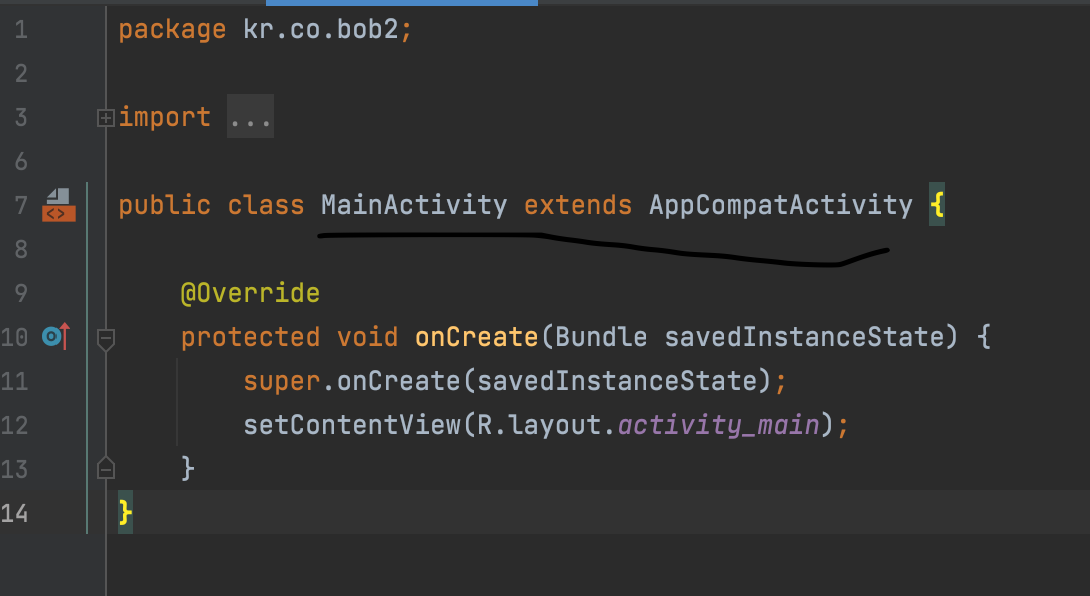 1 package kr.co.bob2;
2
3 import ...
6
7 public class MainActivity extends AppCompatActivity {
8
9 @Override
10 protected void onCreate(Bundle savedInstanceState) {
11 super.onCreate(savedInstanceState);
12 setContentView(R.layout.activity_main);
13 }
14 }